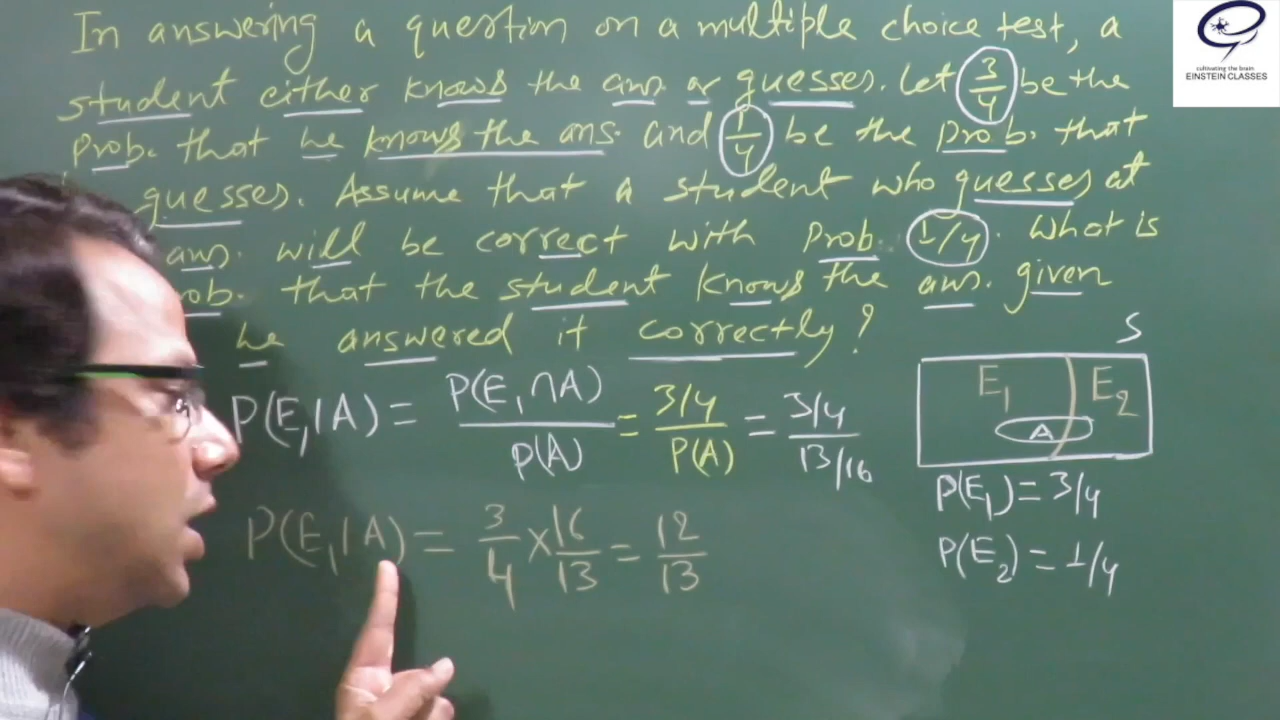 In answering a question on a multiple choice test, a
student either knows the ans. or guesses. Let 3/4 be the
prob. that he knows the ans. and 1/4 be the prob. that
guesses. Assume that a student who guesses at
ans. will be correct with prob. 1/4. What is
that the student knows the ans. given
he answered it correctly?
S
E₁ E₂
A
P(E₁|A) = P(E₁∩A)/P(A) = 3/4/P(A) = 3/4/13/16
P(E₁) = 3/4
P(E₁|A) = 3/4 × 16/13 = 12/13
P(E₂) = 1/4
cultivating the brain
EINSTEIN CLASSES